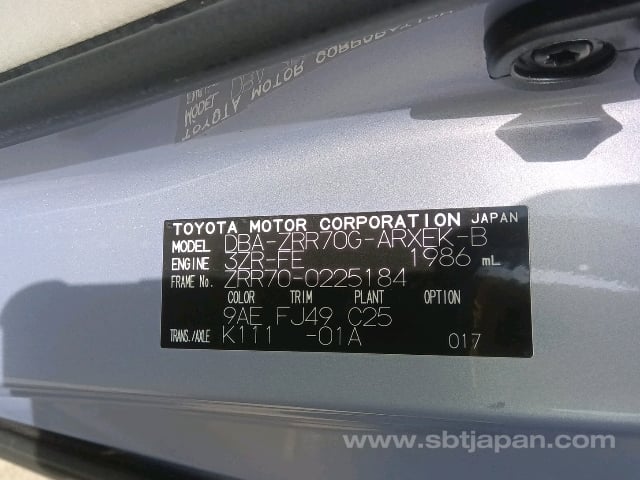 TOYOTA MOTOR CORPORATION JAPAN
MODEL DBA-ZRR70G-ARXEK-B
ENGINE 3ZR-FE 1986 mL
FRAME No. ZRR70-0225184
COLOR TRIM PLANT OPTION
9AE FJ49 C25
TRANS./AXLE K111 -01A 017
www.sbtjapan.com